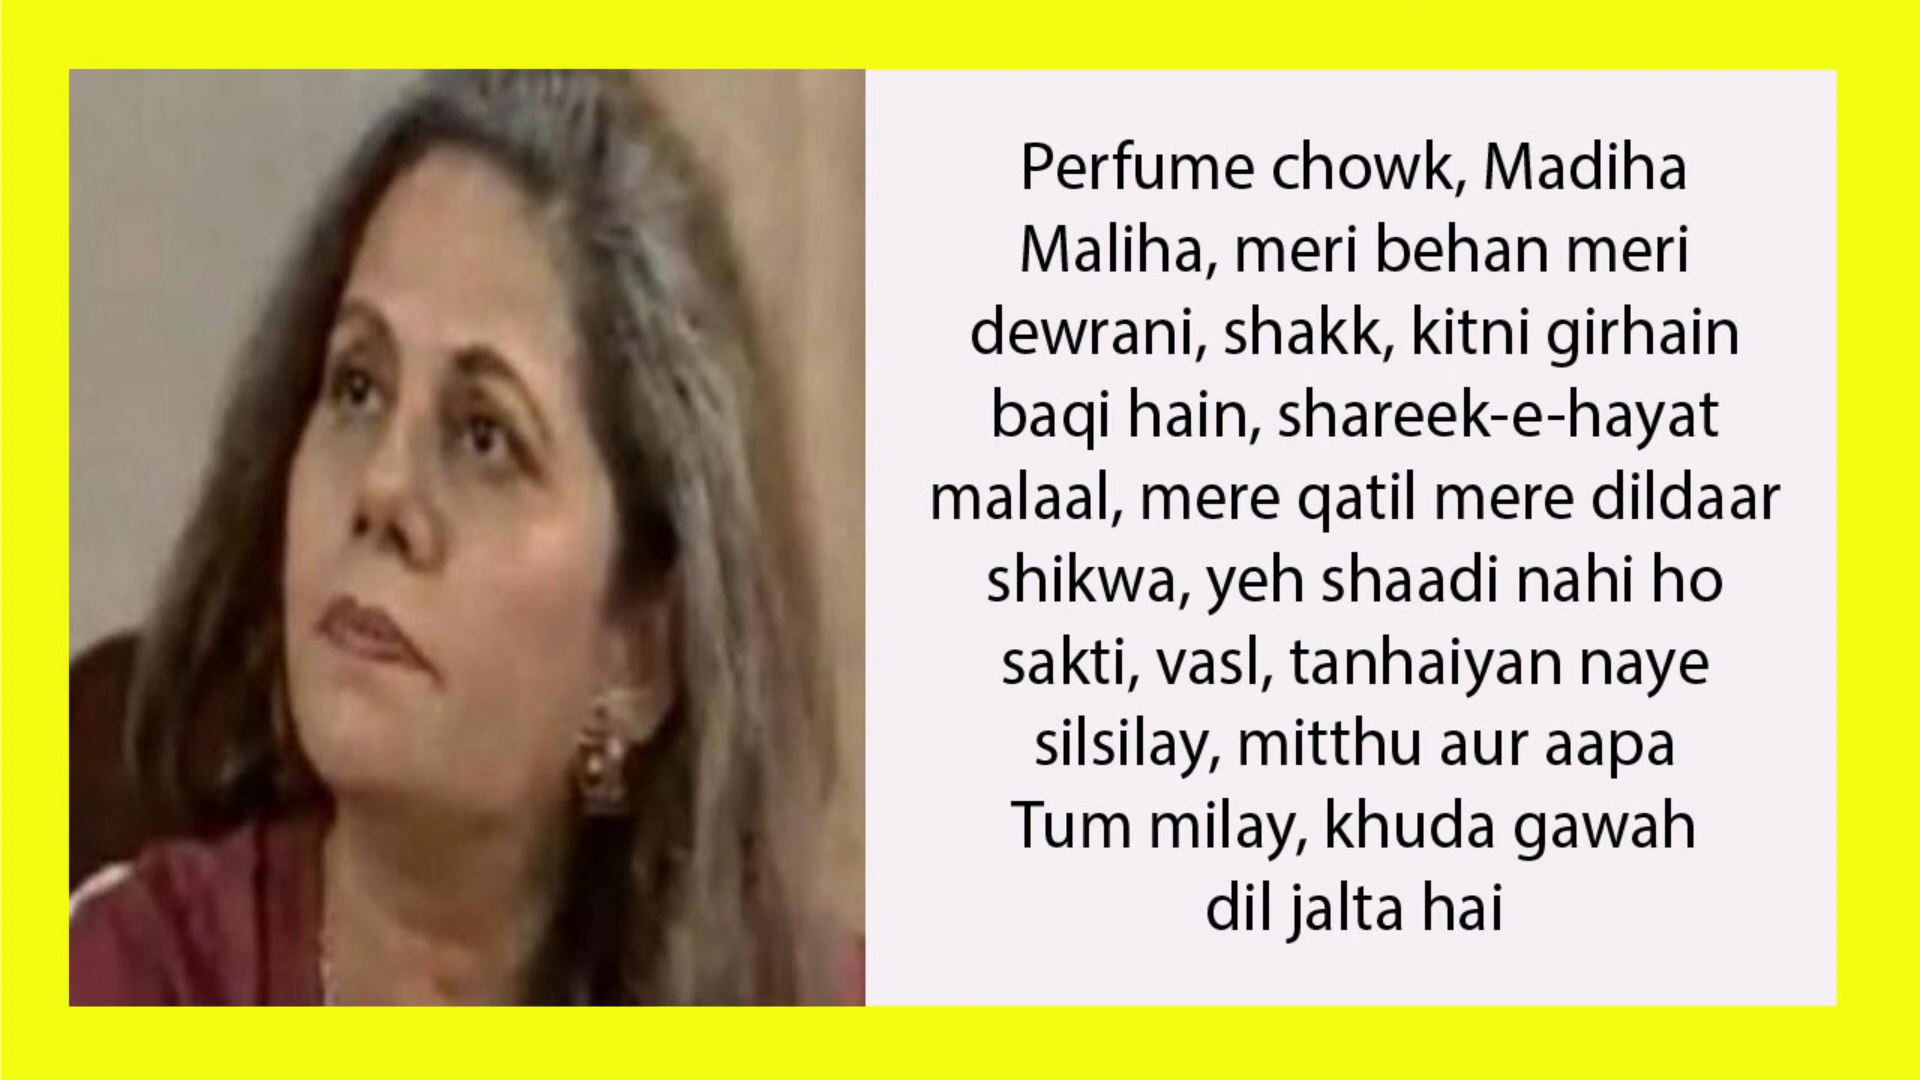 Perfume chowk, Madiha
Maliha, meri behan meri
dewrani, shakk, kitni girhain
baqi hain, shareek-e-hayat
malaal, mere qatil mere dildaar
shikwa, yeh shaadi nahi ho
sakti, vasl, tanhaiyan naye
silsilay, mitthu aur aapa
Tum milay, khuda gawah
dil jalta hai